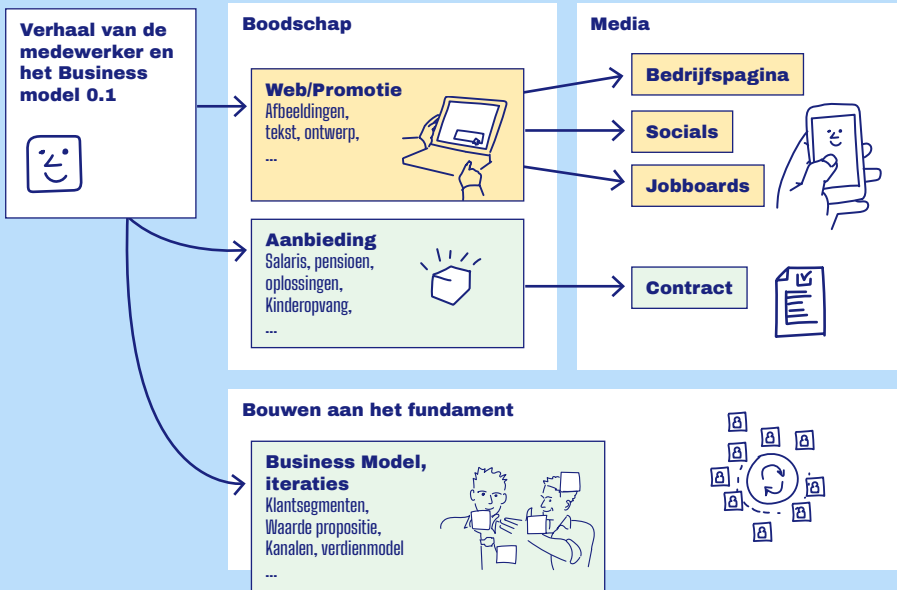 Verhaal van de
medewerker en
het Business
model 0.1
Boodschap
Web/Promotie
Afbeeldingen,
tekst, ontwerp,
...
Aanbieding
Salaris, pensioen,
oplossingen,
Kinderopvang,
...
Media
Bedrijfspagina
Socials
Jobboards
Contract
Bouwen aan het fundament
Business Model,
iteraties
Klantsegmenten,
Waarde propositie,
Kanalen, verdienmodel
...